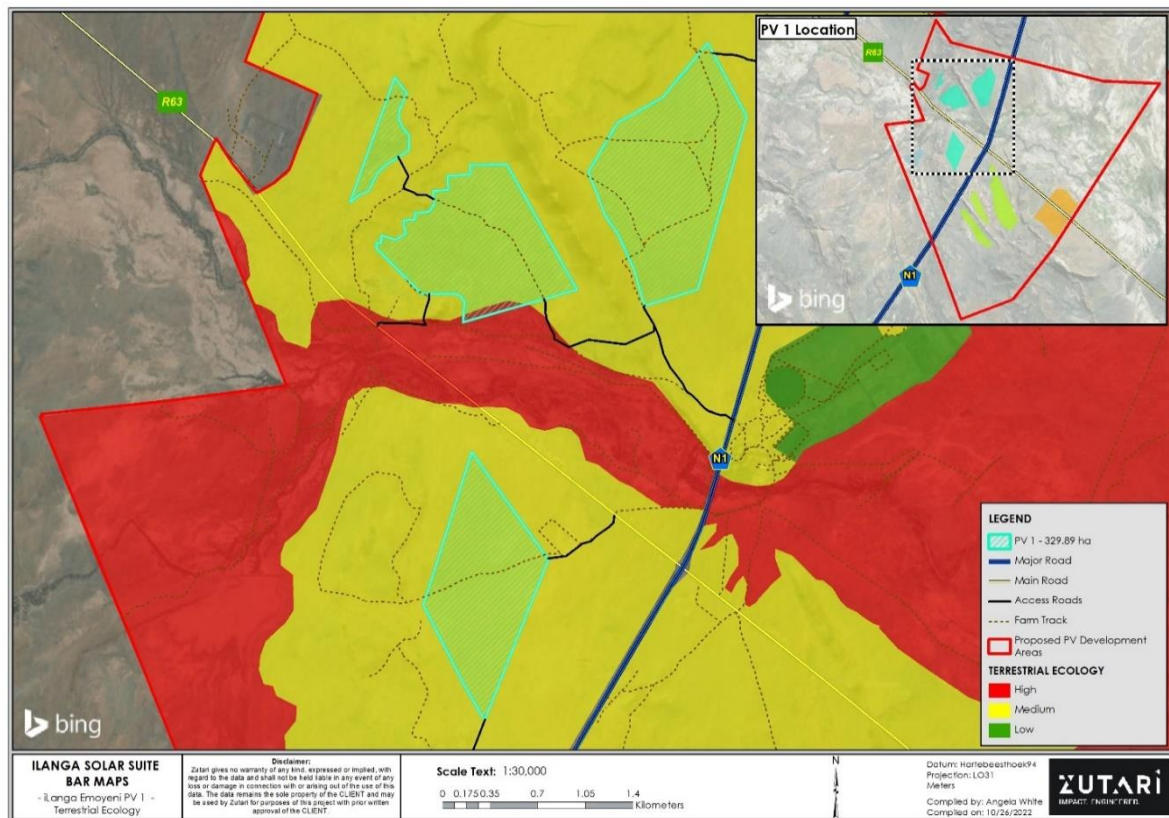 R63
PV 1 Location
R63
N1
bing
N1
LEGEND
PV 1 - 329.89 ha
Major Road
Main Road
Access Roads
Farm Track
Proposed PV Development
Areas
TERRESTRIAL ECOLOGY
High
Medium
Low
bing
ILANGA SOLAR SUITE
BAR MAPS
- iLanga Emoyeni PV 1 -
Terrestrial Ecology
Disclaimer:
Zutari gives no warranty of any kind, expressed or implied, with
regard to the data and shall not be held liable in any event of any
loss or damage in connection with or arising out of the use of this
data. The data remains the sole property of the CLIENT and may
be used by Zutari for purposes of this project with prior written
approval of the CLIENT.
Scale Text: 1:30,000
0 0.175 0.35 0.7 1.05 1.4
Kilometers
N
Datum: Hartebeesthoek94
Projection: LO31
Meters
Compiled by: Angela White
Compiled on: 10/26/2022
ZUTARI
IMPACT. ENGINEERED.